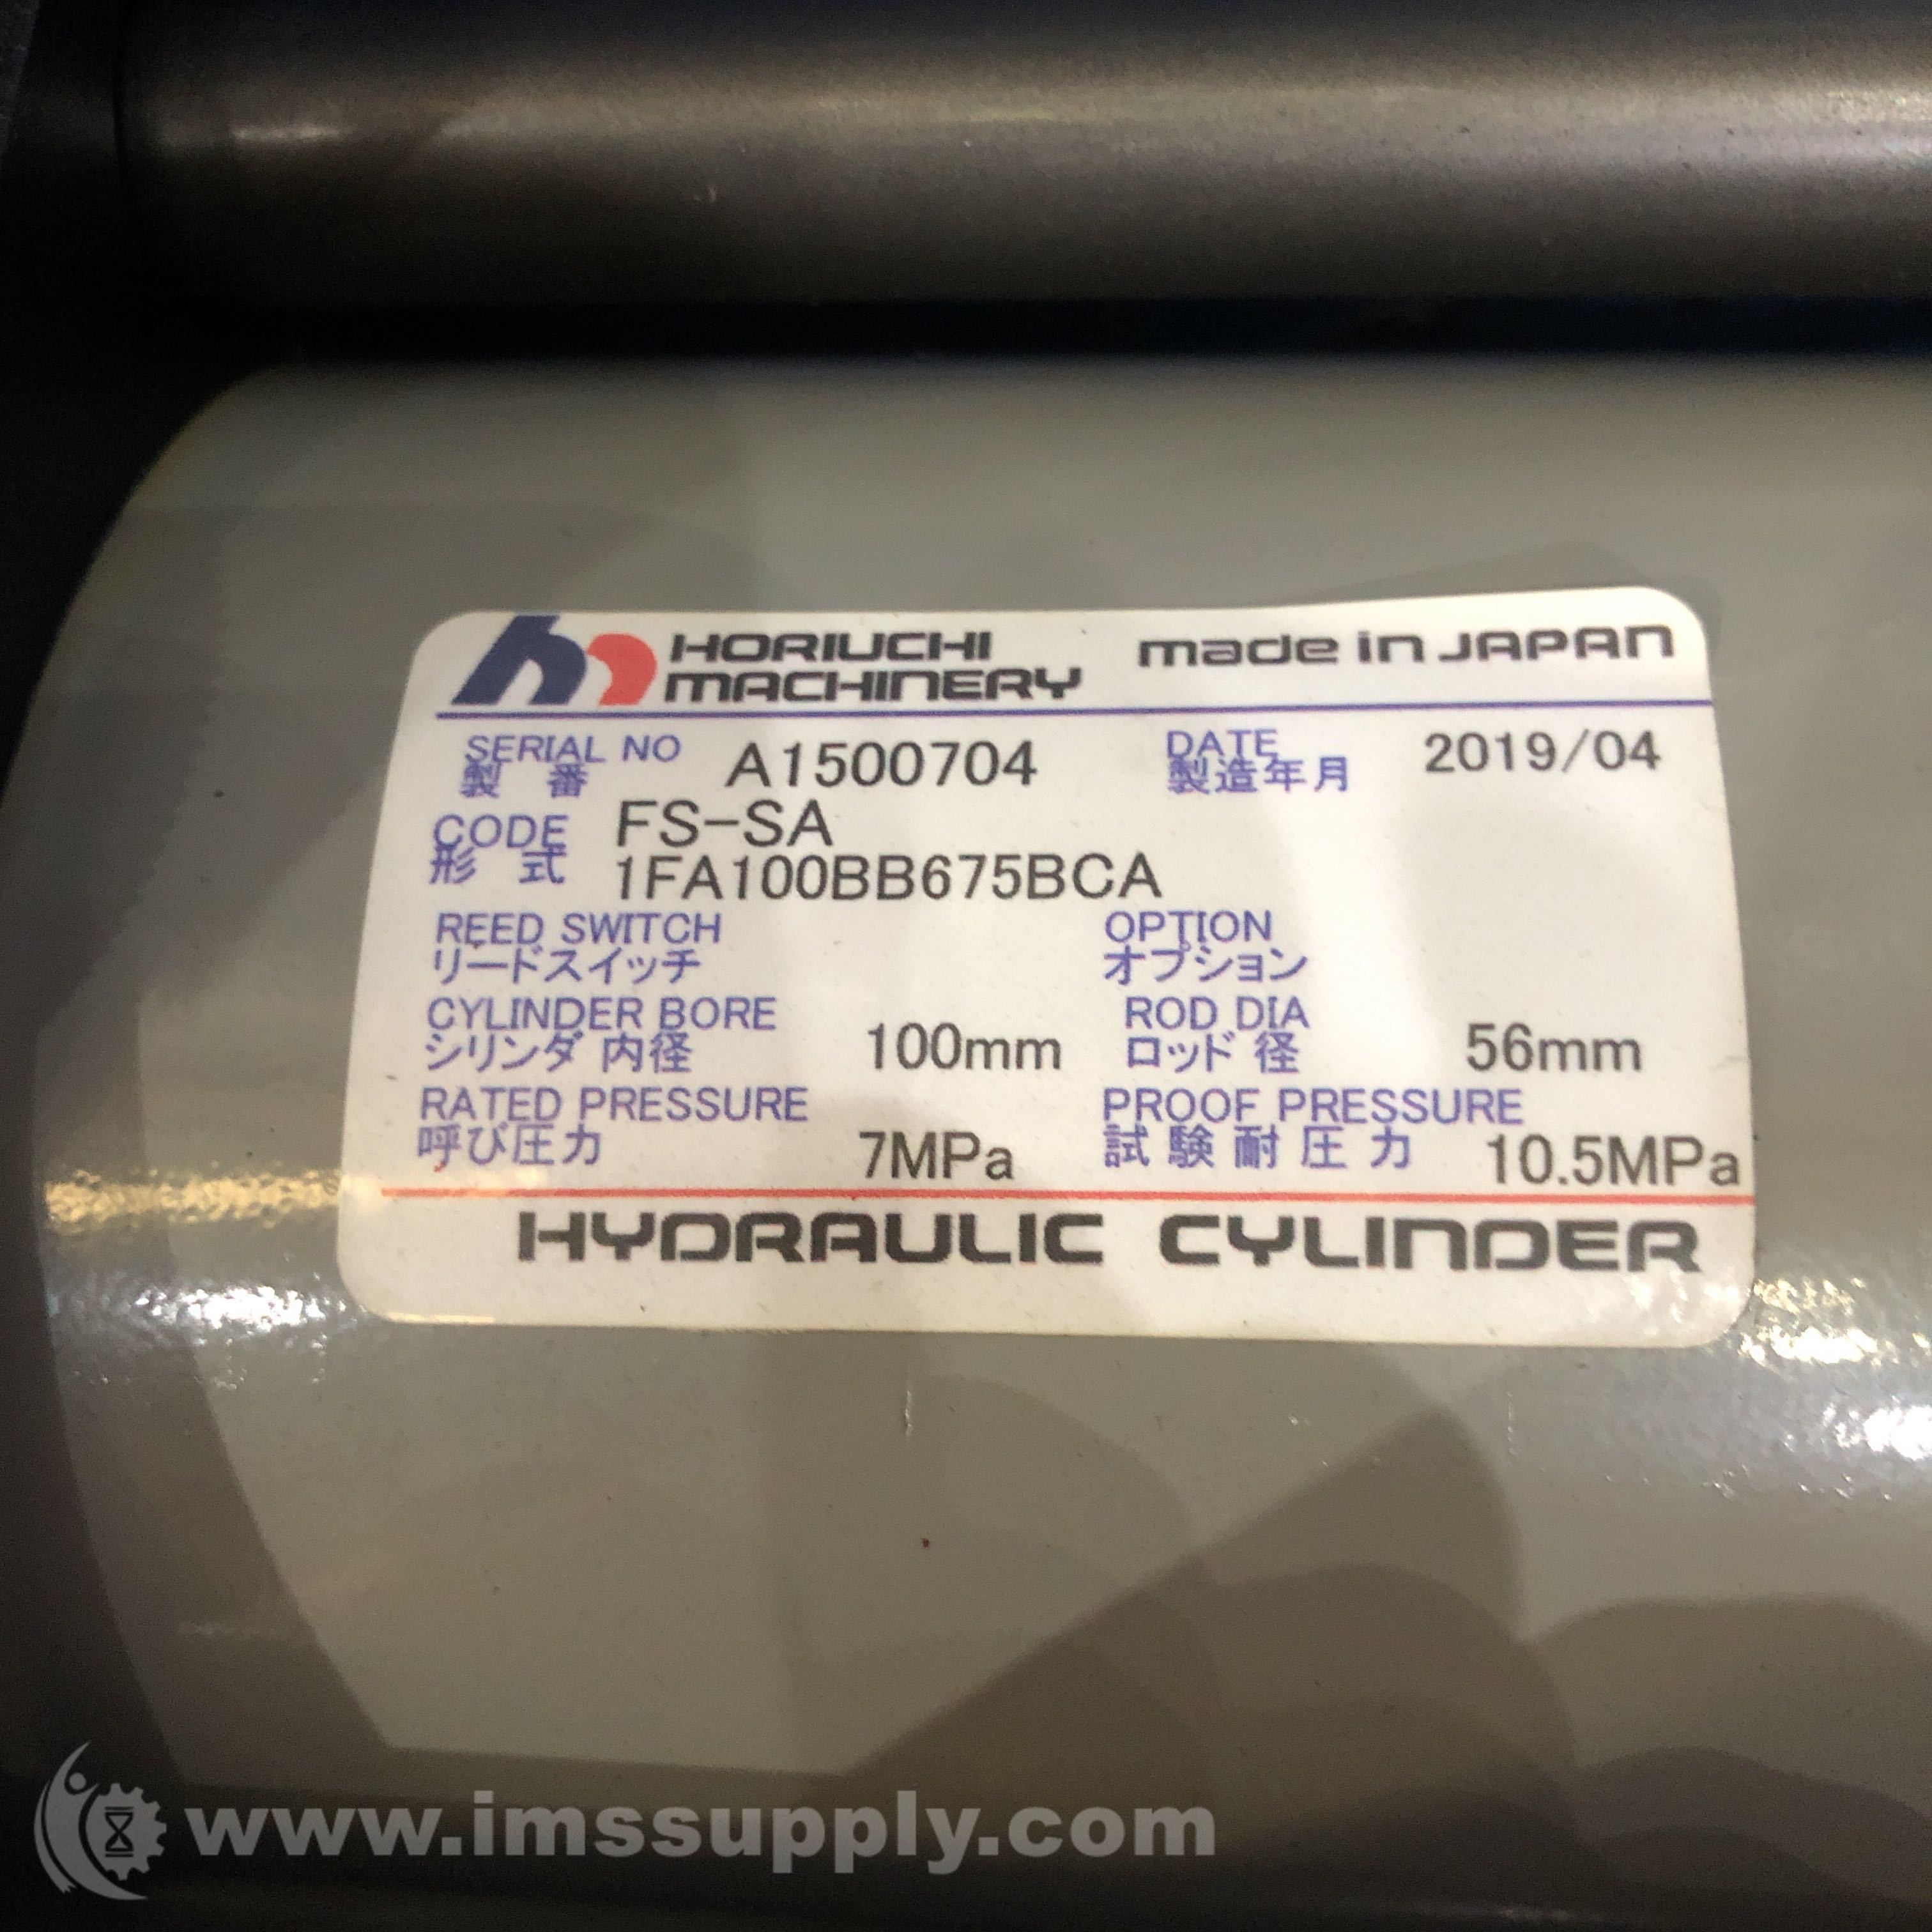 HORIUCHI
MACHINERY
made in JAPAN
SERIAL NO
製 番
A1500704
DATE
製造年月
2019/04
CODE
形 式
FS-SA
1FA100BB675BCA
REED SWITCH
リードスイッチ
OPTION
オプション
CYLINDER BORE
シリンダ 内径
100mm
ROD DIA
ロッド 径
56mm
RATED PRESSURE
呼び圧力
7MPa
PROOF PRESSURE
試験耐圧力
10.5MPa
HYDRAULIC CYLINDER
www.imssupply.com